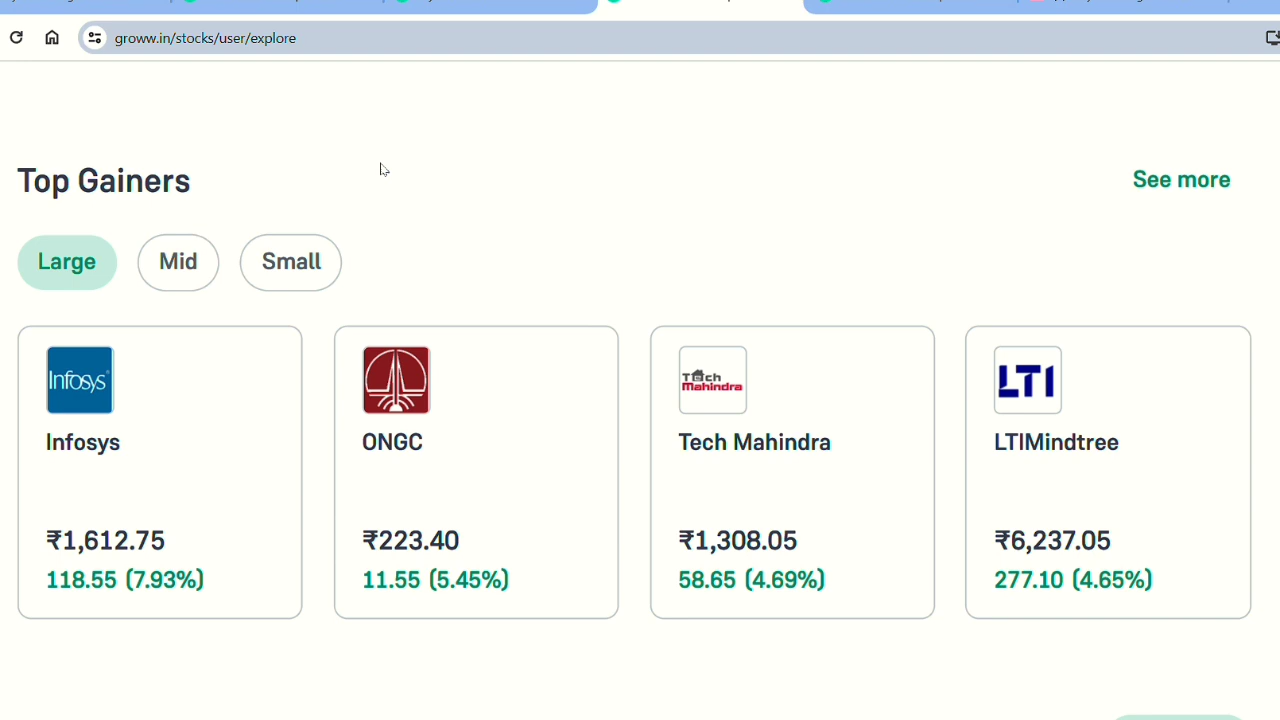 groww.in/stocks/user/explore
Top Gainers
See more
Large
Mid
Small
Infosys
Infosys
₹1,612.75
118.55 (7.93%)
ONGC
₹223.40
11.55 (5.45%)
Tech
Mahindra
Tech Mahindra
₹1,308.05
58.65 (4.69%)
LTI
LTIMindtree
₹6,237.05
277.10 (4.65%)